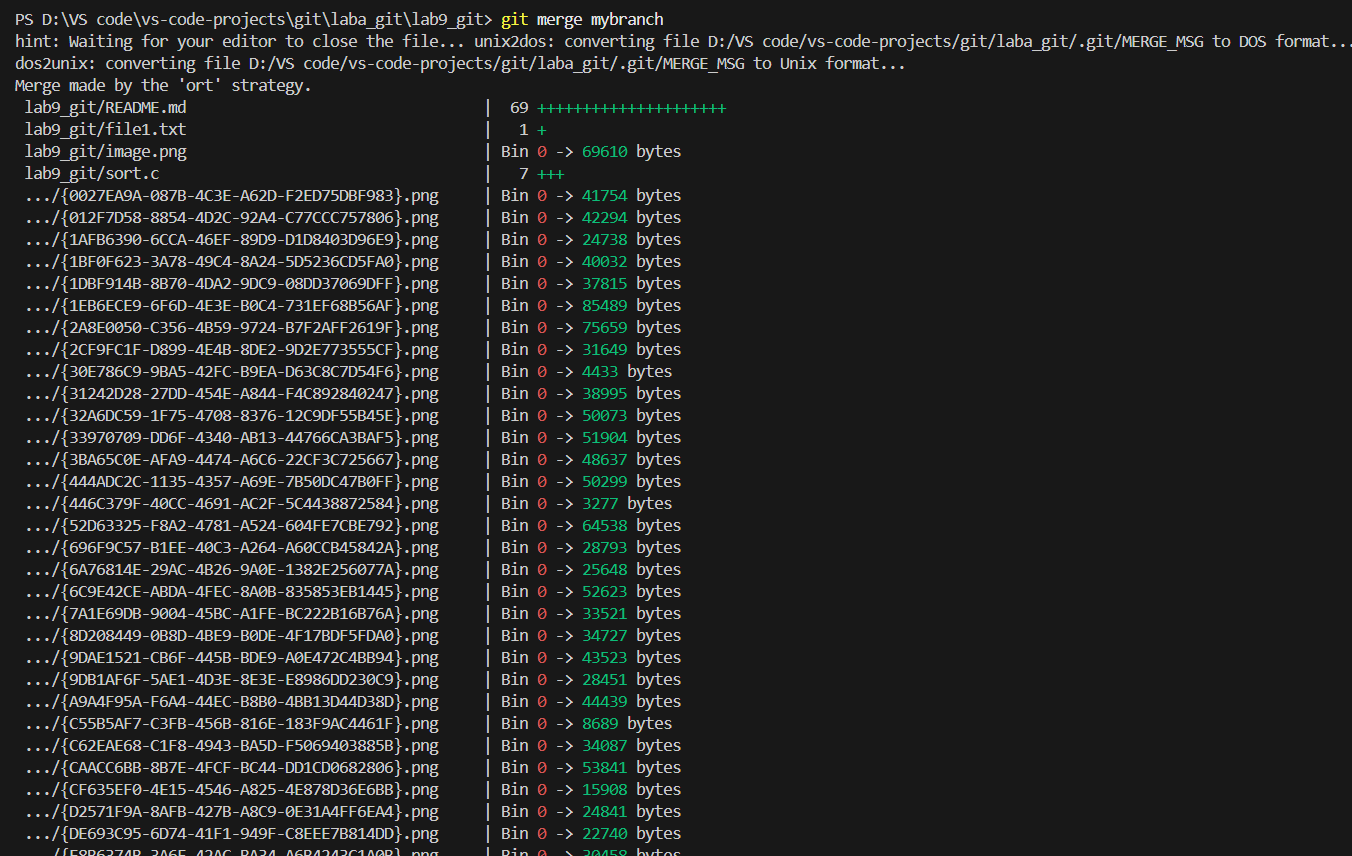 PS D:\VS code\vs-code-projects\git\laba_git\lab9_git> git merge mybranch
hint: Waiting for your editor to close the file... unix2dos: converting file D:/VS code/vs-code-projects/git/laba_git/.git/MERGE_MSG to DOS format...
dos2unix: converting file D:/VS code/vs-code-projects/git/laba_git/.git/MERGE_MSG to Unix format...
Merge made by the 'ort' strategy.
lab9_git/README.md | 69 +++++++++++++++++++++
lab9_git/file1.txt | 1 +
lab9_git/image.png | Bin 0 -> 69610 bytes
lab9_git/sort.c | 7 +++
.../{0027EA9A-087B-4C3E-A62D-F2ED75DBF983}.png | Bin 0 -> 41754 bytes
.../{012F7D58-8854-4D2C-92A4-C77CCC757806}.png | Bin 0 -> 42294 bytes
.../{1AFB6390-6CCA-46EF-89D9-D1D8403D96E9}.png | Bin 0 -> 24738 bytes
.../{1BF0F623-3A78-49C4-8A24-5D5236CD5FA0}.png | Bin 0 -> 40032 bytes
.../{1DBF914B-8B70-4DA2-9DC9-08DD37069DFF}.png | Bin 0 -> 37815 bytes
.../{1EB6ECE9-6F6D-4E3E-B0C4-731EF68B56AF}.png | Bin 0 -> 85489 bytes
.../{2A8E0050-C356-4B59-9724-B7F2AFF2619F}.png | Bin 0 -> 75659 bytes
.../{2CF9FC1F-D899-4E4B-8DE2-9D2E773555CF}.png | Bin 0 -> 31649 bytes
.../{30E786C9-9BA5-42FC-B9EA-D63C8C7D54F6}.png | Bin 0 -> 4433 bytes
.../{31242D28-27DD-454E-A844-F4C892840247}.png | Bin 0 -> 38995 bytes
.../{32A6DC59-1F75-4708-8376-12C9DF55B45E}.png | Bin 0 -> 50073 bytes
.../{33970709-DD6F-4340-AB13-44766CA3BAF5}.png | Bin 0 -> 51904 bytes
.../{3BA65C0E-AFA9-4474-A6C6-22CF3C725667}.png | Bin 0 -> 48637 bytes
.../{444ADC2C-1135-4357-A69E-7B50DC47B0FF}.png | Bin 0 -> 50299 bytes
.../{446C379F-40CC-4691-AC2F-5C4438872584}.png | Bin 0 -> 3277 bytes
.../{52D63325-F8A2-4781-A524-604FE7CBE792}.png | Bin 0 -> 64538 bytes
.../{696F9C57-B1EE-40C3-A264-A60CCB45842A}.png | Bin 0 -> 28793 bytes
.../{6A76814E-29AC-4B26-9A0E-1382E256077A}.png | Bin 0 -> 25648 bytes
.../{6C9E42CE-ABDA-4FEC-8A0B-835853EB1445}.png | Bin 0 -> 52623 bytes
.../{7A1E69DB-9004-45BC-A1FE-BC222B16B76A}.png | Bin 0 -> 33521 bytes
.../{8D208449-0B8D-4BE9-B0DE-4F17BDF5FDA0}.png | Bin 0 -> 34727 bytes
.../{9DAE1521-CB6F-445B-BDE9-A0E472C4BB94}.png | Bin 0 -> 43523 bytes
.../{9DB1AF6F-5AE1-4D3E-8E3E-E8986DD230C9}.png | Bin 0 -> 28451 bytes
.../{A9A4F95A-F6A4-44EC-B8B0-4BB13D44D38D}.png | Bin 0 -> 44439 bytes
.../{C55B5AF7-C3FB-456B-816E-183F9AC4461F}.png | Bin 0 -> 8689 bytes
.../{C62EAE68-C1F8-4943-BA5D-F5069403885B}.png | Bin 0 -> 34087 bytes
.../{CAACC6BB-8B7E-4FCF-BC44-DD1CD0682806}.png | Bin 0 -> 53841 bytes
.../{CF635EF0-4E15-4546-A825-4E878D36E6BB}.png | Bin 0 -> 15908 bytes
.../{D2571F9A-8AFB-427B-A8C9-0E31A4FF6EA4}.png | Bin 0 -> 24841 bytes
.../{DE693C95-6D74-41F1-949F-C8EEE7B814DD}.png | Bin 0 -> 22740 bytes
| Bin 0 -> 30458 bytes